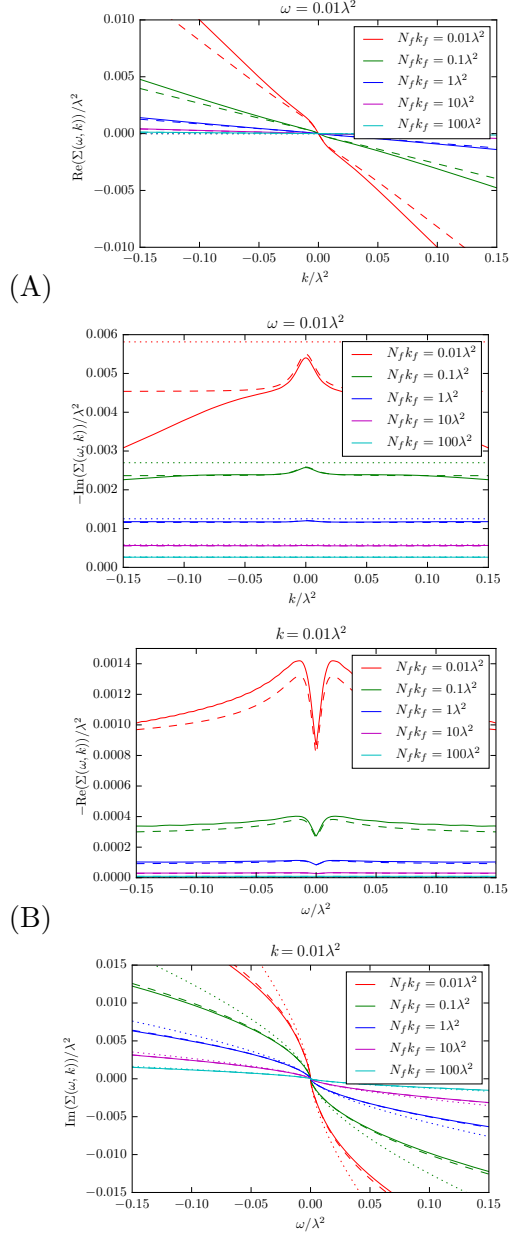 ω = 0.01λ²
0.010
0.005
0.000
−0.005
−0.010
Re(Σ(ω, k))/λ²
N_f k_f = 0.01λ²
N_f k_f = 0.1λ²
N_f k_f = 1λ²
N_f k_f = 10λ²
N_f k_f = 100λ²
−0.15 −0.10 −0.05 0.00 0.05 0.10 0.15
k/λ²
(A)
ω = 0.01λ²
0.006
0.005
0.004
0.003
0.002
0.001
0.000
−Im(Σ(ω, k))/λ²
N_f k_f = 0.01λ²
N_f k_f = 0.1λ²
N_f k_f = 1λ²
N_f k_f = 10λ²
N_f k_f = 100λ²
−0.15 −0.10 −0.05 0.00 0.05 0.10 0.15
k/λ²
k = 0.01λ²
0.0014
0.0012
0.0010
0.0008
0.0006
0.0004
0.0002
0.0000
−Re(Σ(ω, k))/λ²
N_f k_f = 0.01λ²
N_f k_f = 0.1λ²
N_f k_f = 1λ²
N_f k_f = 10λ²
N_f k_f = 100λ²
−0.15 −0.10 −0.05 0.00 0.05 0.10 0.15
ω/λ²
(B)
k = 0.01λ²
0.015
0.010
0.005
0.000
−0.005
−0.010
−0.015
Im(Σ(ω, k))/λ²
N_f k_f = 0.01λ²
N_f k_f = 0.1λ²
N_f k_f = 1λ²
N_f k_f = 10λ²
N_f k_f = 100λ²
−0.15 −0.10 −0.05 0.00 0.05 0.10 0.15
ω/λ²